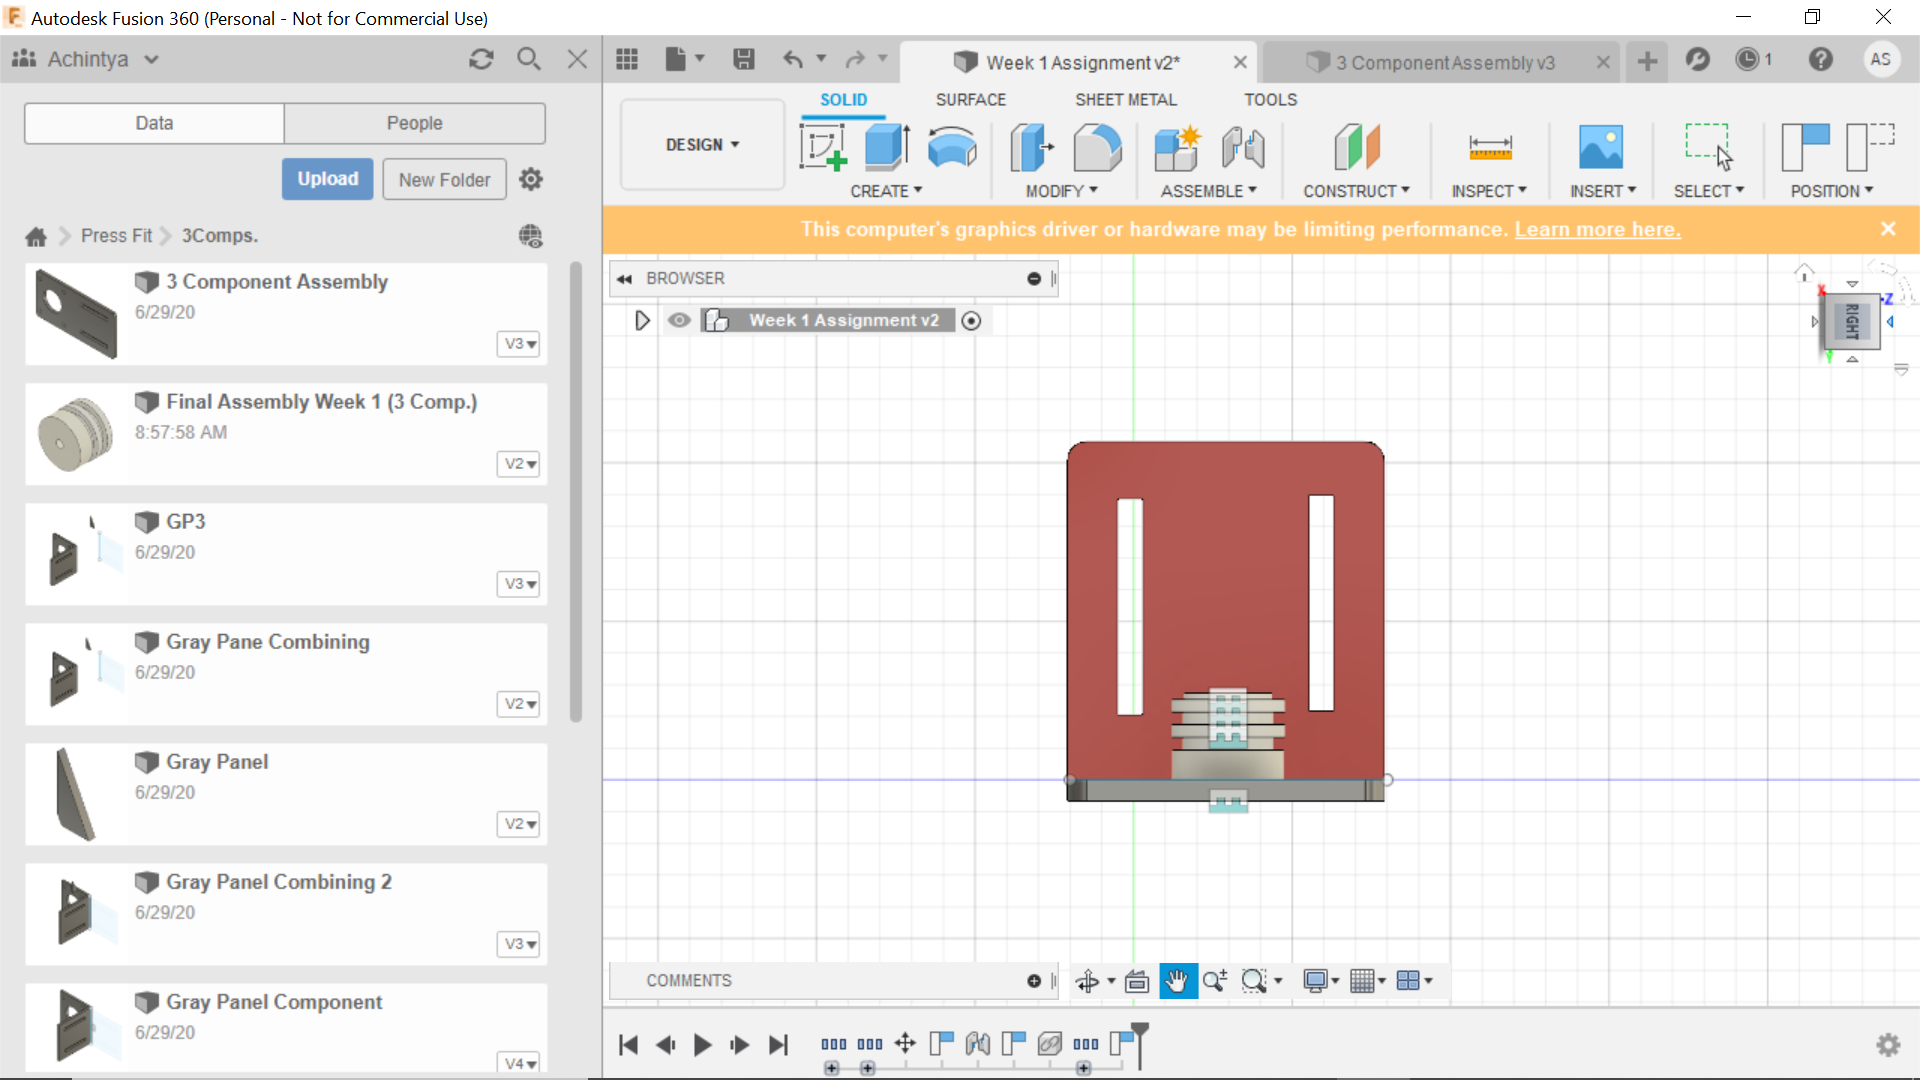 Autodesk Fusion 360 (Personal - Not for Commercial Use)
Achintya
Week 1 Assignment v2*
3 Component Assembly v3
1
AS
Data
People
Upload
New Folder
Press Fit
3Comps.
3 Component Assembly
6/29/20
V3
Final Assembly Week 1 (3 Comp.)
8:57:58 AM
V2
GP3
6/29/20
V3
Gray Pane Combining
6/29/20
V2
Gray Panel
6/29/20
V2
Gray Panel Combining 2
6/29/20
V3
Gray Panel Component
6/29/20
V4
DESIGN
SOLID
SURFACE
SHEET METAL
TOOLS
CREATE
MODIFY
ASSEMBLE
CONSTRUCT
INSPECT
INSERT
SELECT
POSITION
This computer's graphics driver or hardware may be limiting performance. Learn more here.
BROWSER
Week 1 Assignment v2
X
Z
RIGHT
Y
COMMENTS